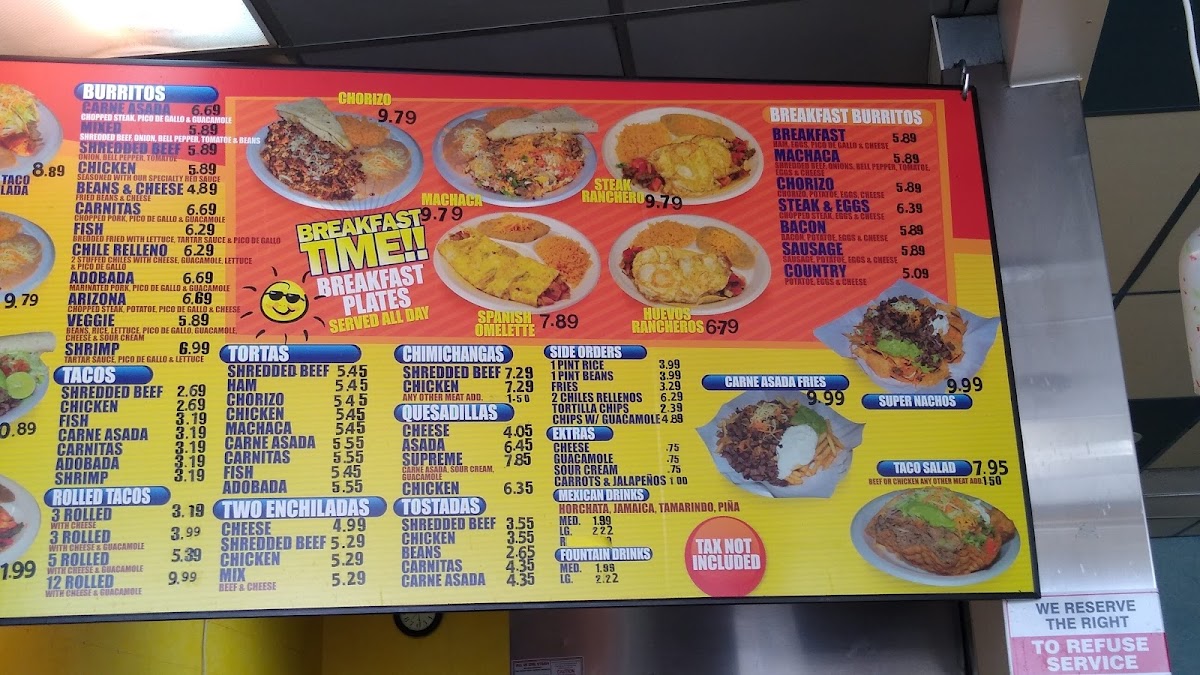 TACO
LADA
8.89
9.79
0.89
1.99
BURRITOS
CARNE ASADA 6.69
CHOPPED STEAK, PICO DE GALLO & GUACAMOLE
MIXED 5.89
SHREDDED BEEF, ONION, BELL PEPPER, TOMATOE & BEANS
SHREDDED BEEF 5.89
ONION, BELL PEPPER, TOMATOE
CHICKEN 5.89
SEASONED WITH OUR SPECIALTY RED SAUCE
BEANS & CHEESE 4.89
FRIED BEANS & CHEESE
CARNITAS 6.69
CHOPPED PORK, PICO DE GALLO & GUACAMOLE
FISH 6.29
BREDDED FRIED WITH LETTUCE, TARTAR SAUCE & PICO DE GALLO
CHILE RELLENO 6.29
2 STUFFED CHILES WITH CHEESE, GUACAMOLE, LETTUCE
& PICO DE GALLO
ADOBADA 6.69
MARINATED PORK, PICO DE GALLO & GUACAMOLE
ARIZONA 6.69
CHOPPED STEAK, POTATOE, PICO DE GALLO & CHEESE
VEGGIE 5.89
BEANS, RICE, LETTUCE, PICO DE GALLO, GUACAMOLE,
CHEESE & SOUR CREAM
SHRIMP 6.99
TARTAR SAUCE, PICO DE GALLO & LETTUCE
TACOS
SHREDDED BEEF 2.69
CHICKEN 2.69
FISH 3.19
CARNE ASADA 3.19
CARNITAS 3.19
ADOBADA 3.19
SHRIMP 3.19
ROLLED TACOS
3 ROLLED 3.19
WITH CHEESE
3 ROLLED 3.99
WITH CHEESE & GUACAMOLE
5 ROLLED 5.39
WITH CHEESE & GUACAMOLE
12 ROLLED 9.99
WITH CHEESE & GUACAMOLE
CHORIZO
9.79
MACHACA
9.79
STEAK
RANCHERO 9.79
BREAKFAST
TIME!!
BREAKFAST
PLATES
SERVED ALL DAY
SPANISH
OMELETTE 7.89
HUEVOS
RANCHEROS 6.79
BREAKFAST BURRITOS
BREAKFAST 5.89
HAM, EGGS, PICO DE GALLO & CHEESE
MACHACA 5.89
SHREDDED BEEF, ONIONS, BELL PEPPER, TOMATOE,
EGGS & CHEESE
CHORIZO 5.89
CHORIZO, POTATOE, EGGS, CHEESE
STEAK & EGGS 6.39
CHOPPED STEAK, EGGS & CHEESE
BACON 5.89
BACON, POTATOE, EGGS & CHEESE
SAUSAGE 5.89
SAUSAGE, POTATOE, EGGS & CHEESE
COUNTRY 5.09
POTATOE, EGGS & CHEESE
TORTAS
SHREDDED BEEF 5.45
HAM 5.45
CHORIZO 5.45
CHICKEN 5.45
MACHACA 5.45
CARNE ASADA 5.55
CARNITAS 5.55
FISH 5.45
ADOBADA 5.55
TWO ENCHILADAS
CHEESE 4.99
SHREDDED BEEF 5.29
CHICKEN 5.29
MIX 5.29
BEEF & CHEESE
CHIMICHANGAS
SHREDDED BEEF 7.29
CHICKEN 7.29
ANY OTHER MEAT ADD. 1.50
QUESADILLAS
CHEESE 4.05
ASADA 6.45
SUPREME 7.85
CARNE ASADA, SOUR CREAM,
GUACAMOLE
CHICKEN 6.35
TOSTADAS
SHREDDED BEEF 3.55
CHICKEN 3.55
BEANS 2.65
CARNITAS 4.35
CARNE ASADA 4.35
SIDE ORDERS
1 PINT RICE 3.99
1 PINT BEANS 3.99
FRIES 3.29
2 CHILES RELLENOS 6.29
TORTILLA CHIPS 2.39
CHIPS W/ GUACAMOLE 4.89
EXTRAS
CHEESE .75
GUACAMOLE .75
SOUR CREAM .75
CARROTS & JALAPEÑOS 1 00
MEXICAN DRINKS
HORCHATA, JAMAICA, TAMARINDO, PIÑA
MED. 1.99
LG. 2.22
FOUNTAIN DRINKS
MED. 1.99
LG. 2.22
TAX NOT
INCLUDED
CARNE ASADA FRIES
9.99
9.99
SUPER NACHOS
TACO SALAD 7.95
BEEF OR CHICKEN ANY OTHER MEAT ADD. 1 50
WE RESERVE
THE RIGHT
TO REFUSE
SERVICE